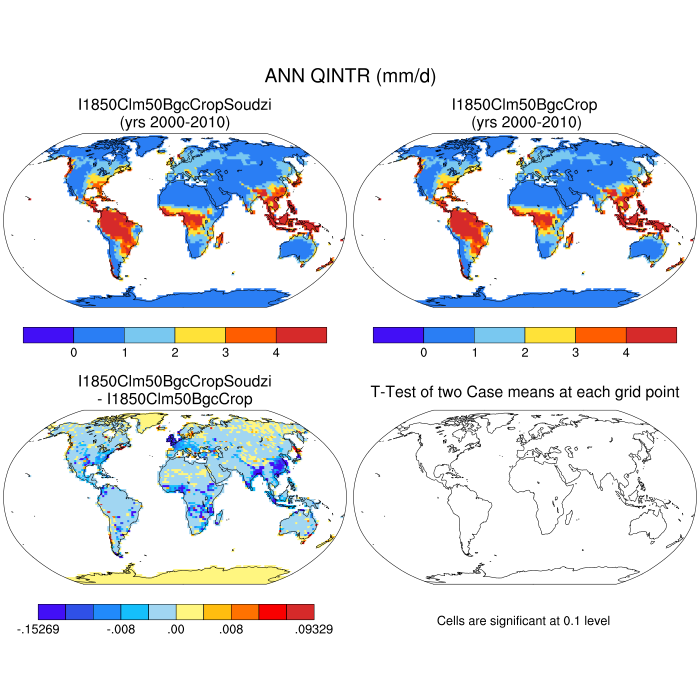 ANN QINTR (mm/d)
I1850Clm50BgcCropSoudzi
(yrs 2000-2010)
I1850Clm50BgcCrop
(yrs 2000-2010)
0 1 2 3 4
0 1 2 3 4
I1850Clm50BgcCropSoudzi
- I1850Clm50BgcCrop
T-Test of two Case means at each grid point
-.15269 -.008 .00 .008 .09329
Cells are significant at 0.1 level